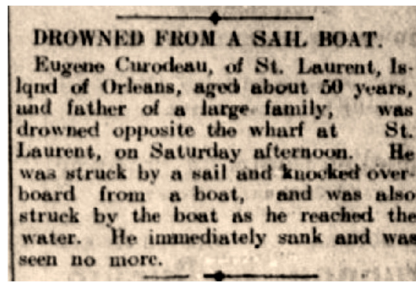 DROWNED FROM A SAIL BOAT.
Eugene Curodeau, of St. Laurent, Is-
lqnd of Orleans, aged about 50 years,
and father of a large family, was
drowned opposite the wharf at St.
Laurent, on Saturday afternoon. He
was struck by a sail and knocked over-
board from a boat, and was also
struck by the boat as he reached the
water. He immediately sank and was
seen no more.